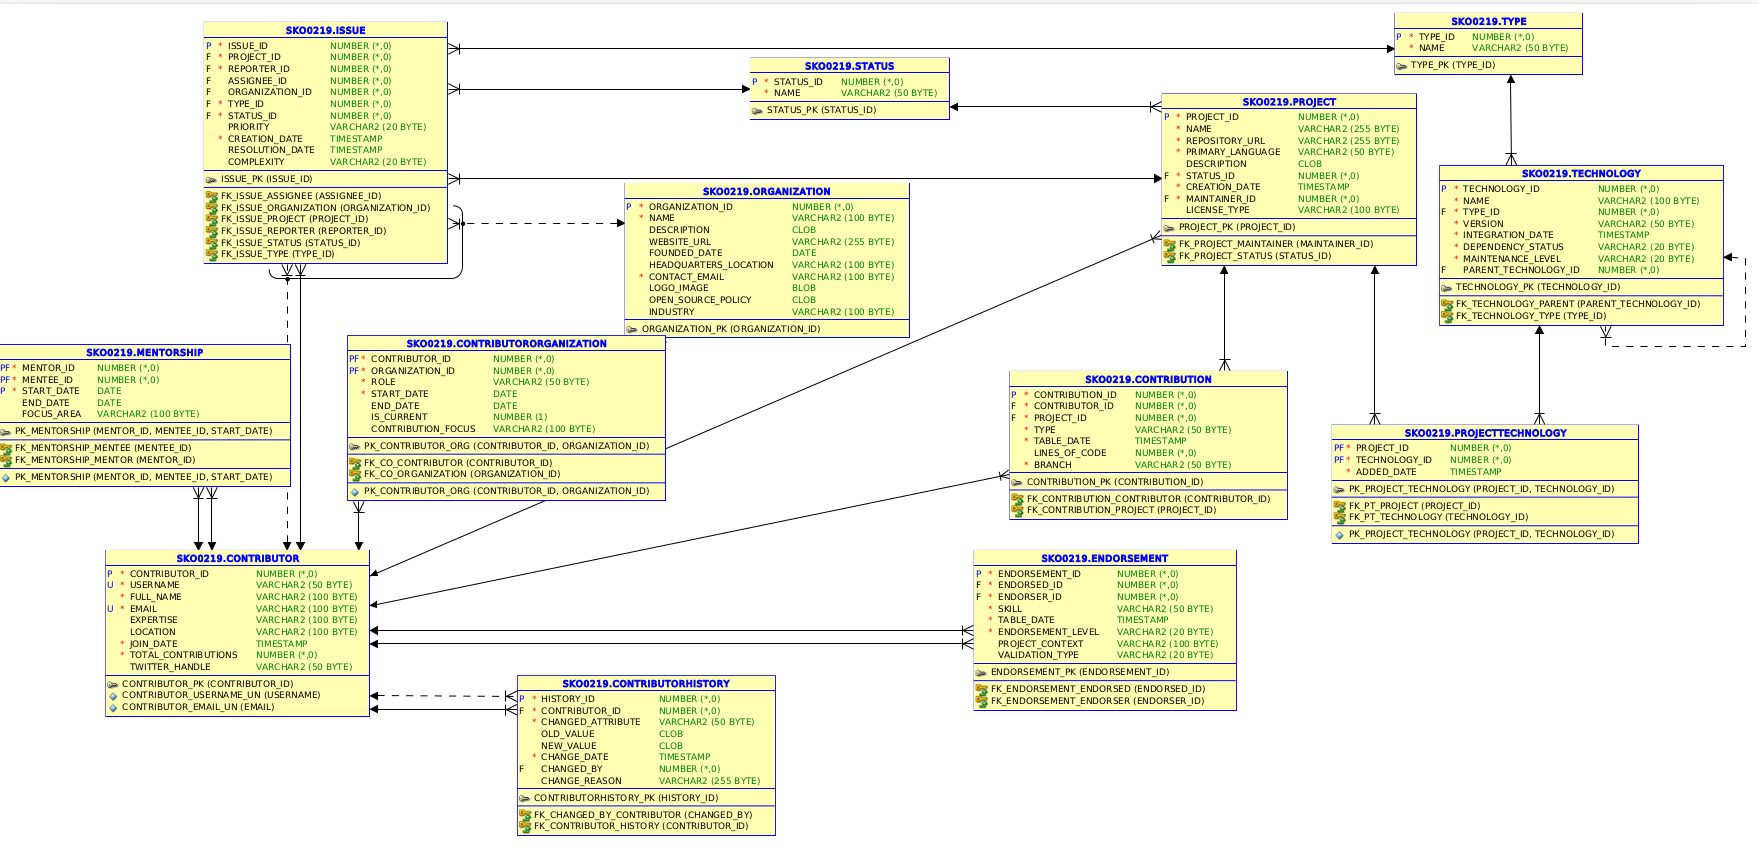 SKO0219.ISSUE
P * ISSUE_ID NUMBER (*,0)
F * PROJECT_ID NUMBER (*,0)
F * REPORTER_ID NUMBER (*,0)
F ASSIGNEE_ID NUMBER (*,0)
F ORGANIZATION_ID NUMBER (*,0)
F * TYPE_ID NUMBER (*,0)
F * STATUS_ID NUMBER (*,0)
PRIORITY VARCHAR2 (20 BYTE)
* CREATION_DATE TIMESTAMP
RESOLUTION_DATE TIMESTAMP
COMPLEXITY VARCHAR2 (20 BYTE)
ISSUE_PK (ISSUE_ID)
FK_ISSUE_ASSIGNEE (ASSIGNEE_ID)
FK_ISSUE_ORGANIZATION (ORGANIZATION_ID)
FK_ISSUE_PROJECT (PROJECT_ID)
FK_ISSUE_REPORTER (REPORTER_ID)
FK_ISSUE_STATUS (STATUS_ID)
FK_ISSUE_TYPE (TYPE_ID)
SKO0219.STATUS
P * STATUS_ID NUMBER (*,0)
* NAME VARCHAR2 (50 BYTE)
STATUS_PK (STATUS_ID)
SKO0219.TYPE
P * TYPE_ID NUMBER (*,0)
* NAME VARCHAR2 (50 BYTE)
TYPE_PK (TYPE_ID)
SKO0219.PROJECT
P * PROJECT_ID NUMBER (*,0)
* NAME VARCHAR2 (255 BYTE)
* REPOSITORY_URL VARCHAR2 (255 BYTE)
* PRIMARY_LANGUAGE VARCHAR2 (50 BYTE)
DESCRIPTION CLOB
F * STATUS_ID NUMBER (*,0)
* CREATION_DATE TIMESTAMP
F * MAINTAINER_ID NUMBER (*,0)
LICENSE_TYPE VARCHAR2 (100 BYTE)
PROJECT_PK (PROJECT_ID)
FK_PROJECT_MAINTAINER (MAINTAINER_ID)
FK_PROJECT_STATUS (STATUS_ID)
SKO0219.TECHNOLOGY
P * TECHNOLOGY_ID NUMBER (*,0)
* NAME VARCHAR2 (100 BYTE)
F * TYPE_ID NUMBER (*,0)
* VERSION VARCHAR2 (50 BYTE)
* INTEGRATION_DATE TIMESTAMP
* DEPENDENCY_STATUS VARCHAR2 (20 BYTE)
* MAINTENANCE_LEVEL VARCHAR2 (20 BYTE)
F PARENT_TECHNOLOGY_ID NUMBER (*,0)
TECHNOLOGY_PK (TECHNOLOGY_ID)
FK_TECHNOLOGY_PARENT (PARENT_TECHNOLOGY_ID)
FK_TECHNOLOGY_TYPE (TYPE_ID)
SKO0219.ORGANIZATION
P * ORGANIZATION_ID NUMBER (*,0)
* NAME VARCHAR2 (100 BYTE)
DESCRIPTION CLOB
WEBSITE_URL VARCHAR2 (255 BYTE)
FOUNDED_DATE DATE
HEADQUARTERS_LOCATION VARCHAR2 (100 BYTE)
* CONTACT_EMAIL VARCHAR2 (100 BYTE)
LOGO_IMAGE BLOB
OPEN_SOURCE_POLICY CLOB
INDUSTRY VARCHAR2 (100 BYTE)
ORGANIZATION_PK (ORGANIZATION_ID)
SKO0219.MENTORSHIP
PF * MENTOR_ID NUMBER (*,0)
PF * MENTEE_ID NUMBER (*,0)
P * START_DATE DATE
END_DATE DATE
FOCUS_AREA VARCHAR2 (100 BYTE)
PK_MENTORSHIP (MENTOR_ID, MENTEE_ID, START_DATE)
FK_MENTORSHIP_MENTEE (MENTEE_ID)
FK_MENTORSHIP_MENTOR (MENTOR_ID)
PK_MENTORSHIP (MENTOR_ID, MENTEE_ID, START_DATE)
SKO0219.CONTRIBUTORORGANIZATION
PF * CONTRIBUTOR_ID NUMBER (*,0)
PF * ORGANIZATION_ID NUMBER (*,0)
* ROLE VARCHAR2 (50 BYTE)
* START_DATE DATE
END_DATE DATE
IS_CURRENT NUMBER (1)
CONTRIBUTION_FOCUS VARCHAR2 (100 BYTE)
PK_CONTRIBUTOR_ORG (CONTRIBUTOR_ID, ORGANIZATION_ID)
FK_CO_CONTRIBUTOR (CONTRIBUTOR_ID)
FK_CO_ORGANIZATION (ORGANIZATION_ID)
PK_CONTRIBUTOR_ORG (CONTRIBUTOR_ID, ORGANIZATION_ID)
SKO0219.CONTRIBUTION
P * CONTRIBUTION_ID NUMBER (*,0)
F * CONTRIBUTOR_ID NUMBER (*,0)
F * PROJECT_ID NUMBER (*,0)
* TYPE VARCHAR2 (50 BYTE)
* TABLE_DATE TIMESTAMP
LINES_OF_CODE NUMBER (*,0)
* BRANCH VARCHAR2 (50 BYTE)
CONTRIBUTION_PK (CONTRIBUTION_ID)
FK_CONTRIBUTION_CONTRIBUTOR (CONTRIBUTOR_ID)
FK_CONTRIBUTION_PROJECT (PROJECT_ID)
SKO0219.PROJECTTECHNOLOGY
PF * PROJECT_ID NUMBER (*,0)
PF * TECHNOLOGY_ID NUMBER (*,0)
* ADDED_DATE TIMESTAMP
PK_PROJECT_TECHNOLOGY (PROJECT_ID, TECHNOLOGY_ID)
FK_PT_PROJECT (PROJECT_ID)
FK_PT_TECHNOLOGY (TECHNOLOGY_ID)
PK_PROJECT_TECHNOLOGY (PROJECT_ID, TECHNOLOGY_ID)
SKO0219.CONTRIBUTOR
P * CONTRIBUTOR_ID NUMBER (*,0)
U * USERNAME VARCHAR2 (50 BYTE)
* FULL_NAME VARCHAR2 (100 BYTE)
U * EMAIL VARCHAR2 (100 BYTE)
EXPERTISE VARCHAR2 (100 BYTE)
LOCATION VARCHAR2 (100 BYTE)
* JOIN_DATE TIMESTAMP
* TOTAL_CONTRIBUTIONS NUMBER (*,0)
TWITTER_HANDLE VARCHAR2 (50 BYTE)
CONTRIBUTOR_PK (CONTRIBUTOR_ID)
CONTRIBUTOR_USERNAME_UN (USERNAME)
CONTRIBUTOR_EMAIL_UN (EMAIL)
SKO0219.ENDORSEMENT
P * ENDORSEMENT_ID NUMBER (*,0)
F * ENDORSED_ID NUMBER (*,0)
F * ENDORSER_ID NUMBER (*,0)
* SKILL VARCHAR2 (50 BYTE)
* TABLE_DATE TIMESTAMP
* ENDORSEMENT_LEVEL VARCHAR2 (20 BYTE)
PROJECT_CONTEXT VARCHAR2 (100 BYTE)
VALIDATION_TYPE VARCHAR2 (20 BYTE)
ENDORSEMENT_PK (ENDORSEMENT_ID)
FK_ENDORSEMENT_ENDORSED (ENDORSED_ID)
FK_ENDORSEMENT_ENDORSER (ENDORSER_ID)
SKO0219.CONTRIBUTORHISTORY
P * HISTORY_ID NUMBER (*,0)
F * CONTRIBUTOR_ID NUMBER (*,0)
* CHANGED_ATTRIBUTE VARCHAR2 (50 BYTE)
OLD_VALUE CLOB
NEW_VALUE CLOB
* CHANGE_DATE TIMESTAMP
F CHANGED_BY NUMBER (*,0)
CHANGE_REASON VARCHAR2 (255 BYTE)
CONTRIBUTORHISTORY_PK (HISTORY_ID)
FK_CHANGED_BY_CONTRIBUTOR (CHANGED_BY)
FK_CONTRIBUTOR_HISTORY (CONTRIBUTOR_ID)